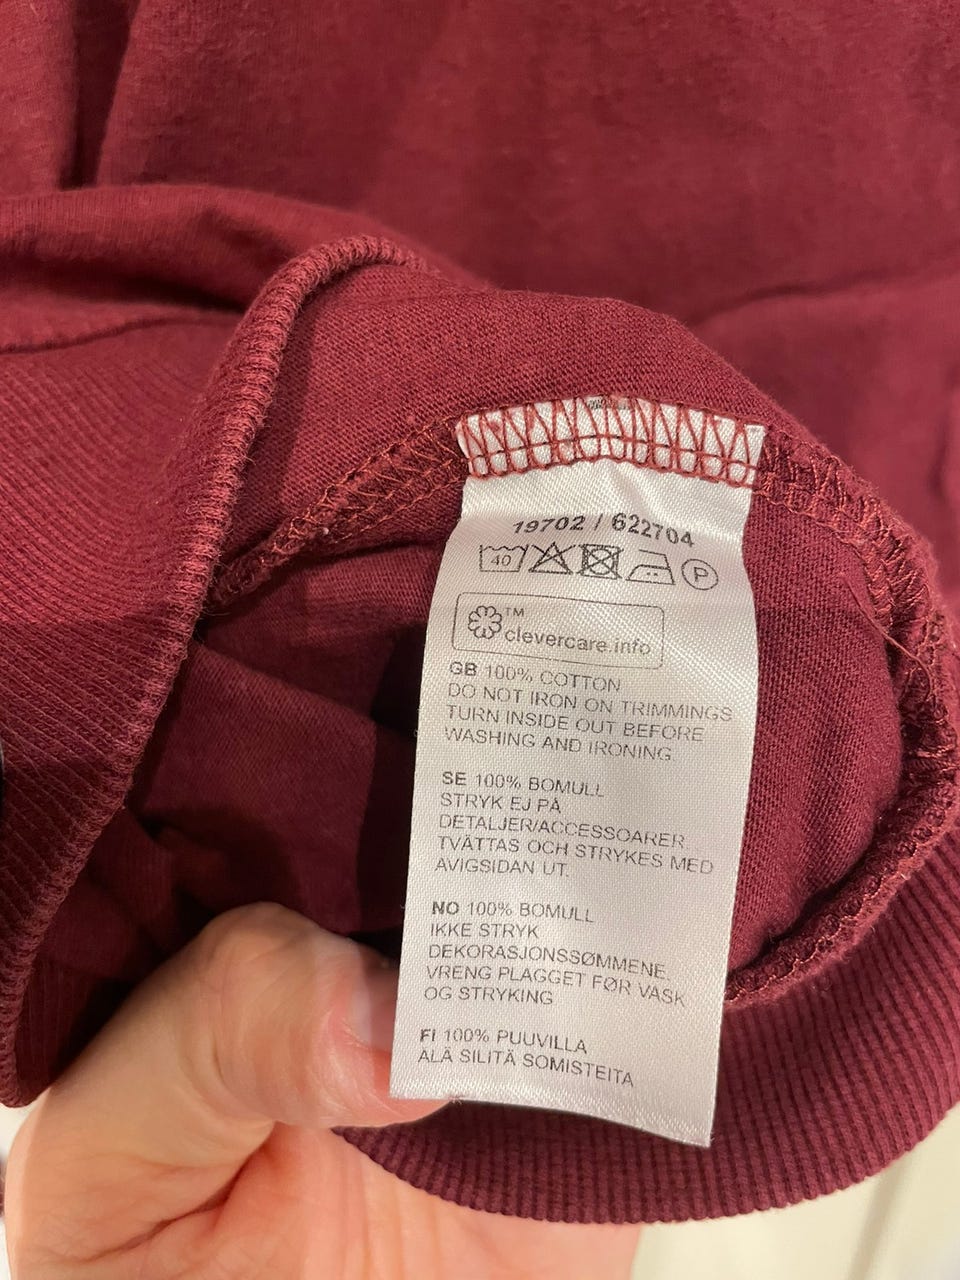 19702 / 622704
40 P
TM
clevercare.info
GB 100% COTTON
DO NOT IRON ON TRIMMINGS
TURN INSIDE OUT BEFORE
WASHING AND IRONING.
SE 100% BOMULL
STRYK EJ PÅ
DETALJER/ACCESSOARER.
TVÄTTAS OCH STRYKES MED
AVIGSIDAN UT.
NO 100% BOMULL
IKKE STRYK
DEKORASJONSSØMMENE.
VRENG PLAGGET FØR VASK
OG STRYKING
FI 100% PUUVILLA
ÄLÄ SILITÄ SOMISTEITA